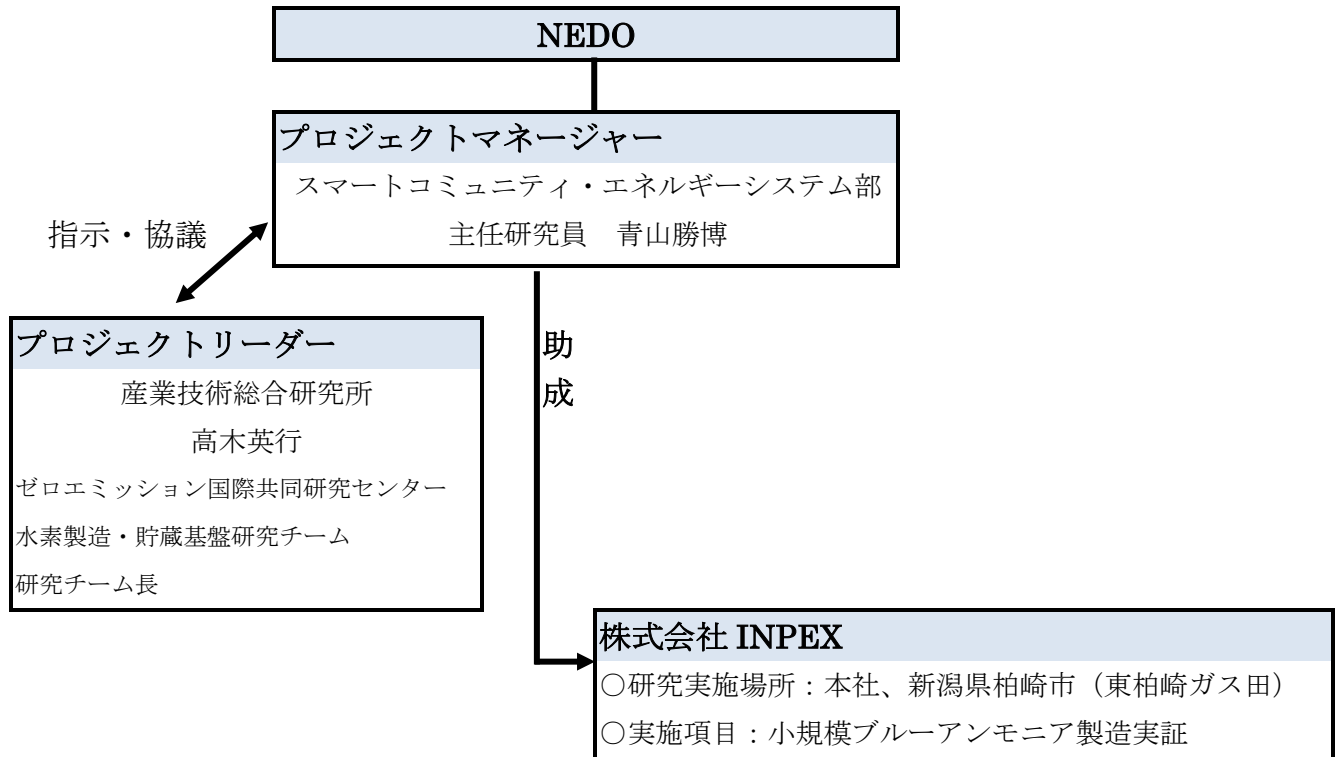 NEDO
プロジェクトマネージャー
スマートコミュニティ・エネルギーシステム部
主任研究員　青山勝博
指示・協議
プロジェクトリーダー
産業技術総合研究所
高木英行
ゼロエミッション国際共同研究センター
水素製造・貯蔵基盤研究チーム
研究チーム長
助
成
株式会社 INPEX
○研究実施場所：本社、新潟県柏崎市（東柏崎ガス田）
○実施項目：小規模ブルーアンモニア製造実証